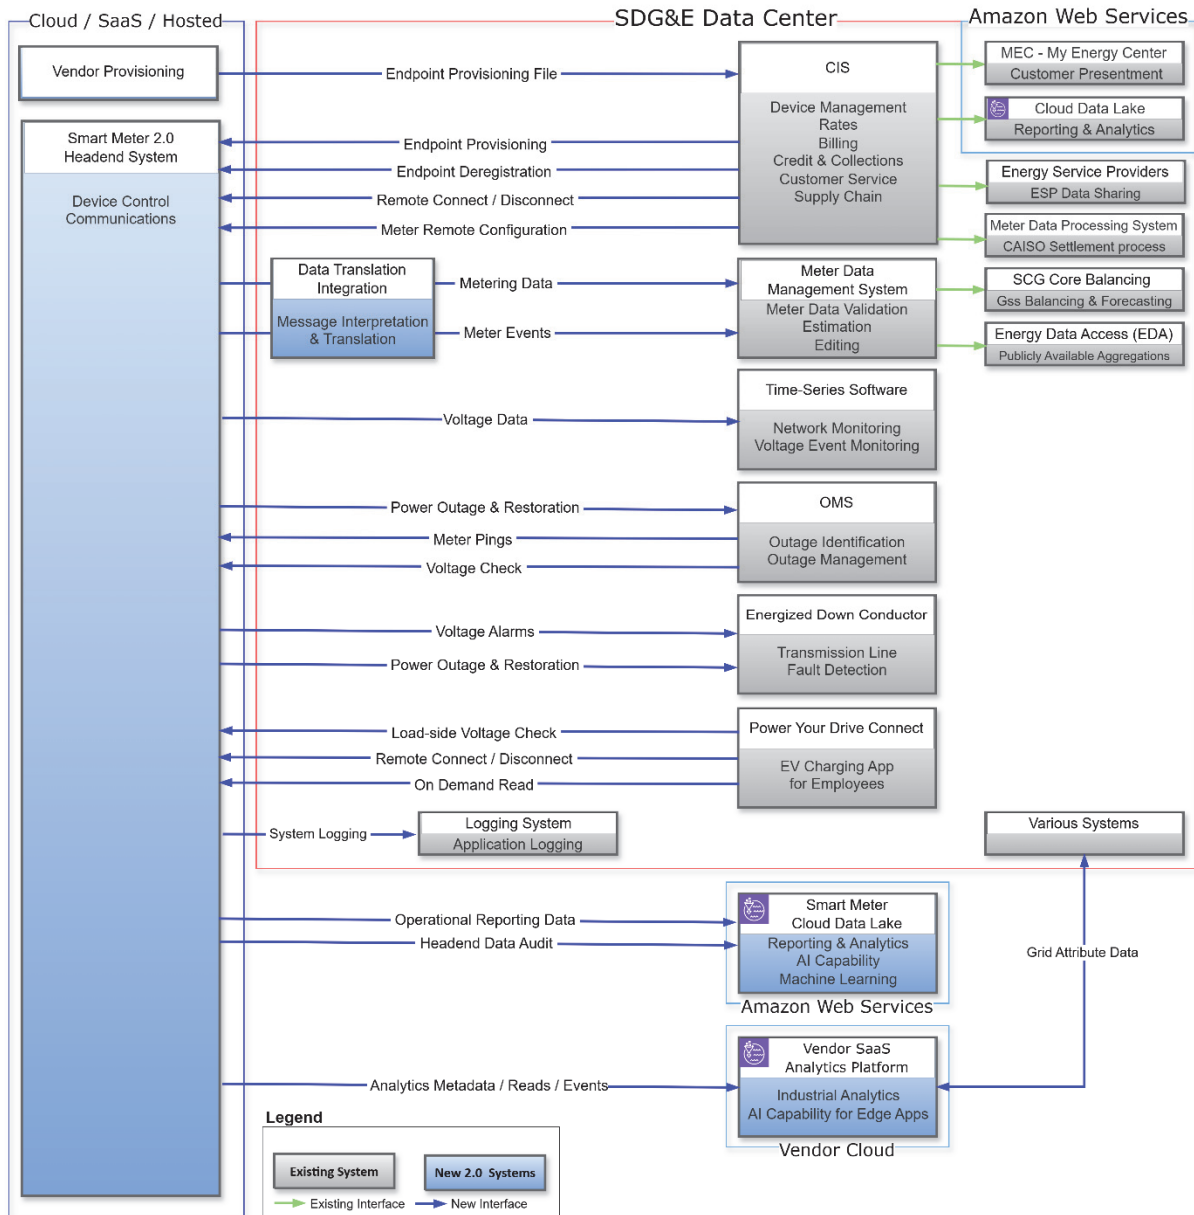 Cloud / SaaS / Hosted
SDG&E Data Center
Amazon Web Services
Vendor Provisioning
Endpoint Provisioning File
CIS
Device Management
Rates
Billing
Credit & Collections
Customer Service
Supply Chain
MEC - My Energy Center
Customer Presentment
Cloud Data Lake
Reporting & Analytics
Smart Meter 2.0
Headend System
Device Control
Communications
Endpoint Provisioning
Endpoint Deregistration
Remote Connect / Disconnect
Meter Remote Configuration
Energy Service Providers
ESP Data Sharing
Meter Data Processing System
CAISO Settlement process
Data Translation
Integration
Message Interpretation
& Translation
Metering Data
Meter Events
Meter Data
Management System
Meter Data Validation
Estimation
Editing
SCG Core Balancing
Gss Balancing & Forecasting
Energy Data Access (EDA)
Publicly Available Aggregations
Voltage Data
Time-Series Software
Network Monitoring
Voltage Event Monitoring
Power Outage & Restoration
Meter Pings
Voltage Check
OMS
Outage Identification
Outage Management
Voltage Alarms
Power Outage & Restoration
Energized Down Conductor
Transmission Line
Fault Detection
Load-side Voltage Check
Remote Connect / Disconnect
On Demand Read
Power Your Drive Connect
EV Charging App
for Employees
System Logging
Logging System
Application Logging
Various Systems
Operational Reporting Data
Headend Data Audit
Smart Meter
Cloud Data Lake
Reporting & Analytics
AI Capability
Machine Learning
Amazon Web Services
Grid Attribute Data
Analytics Metadata / Reads / Events
Vendor SaaS
Analytics Platform
Industrial Analytics
AI Capability for Edge Apps
Vendor Cloud
Legend
Existing System
New 2.0 Systems
Existing Interface
New Interface